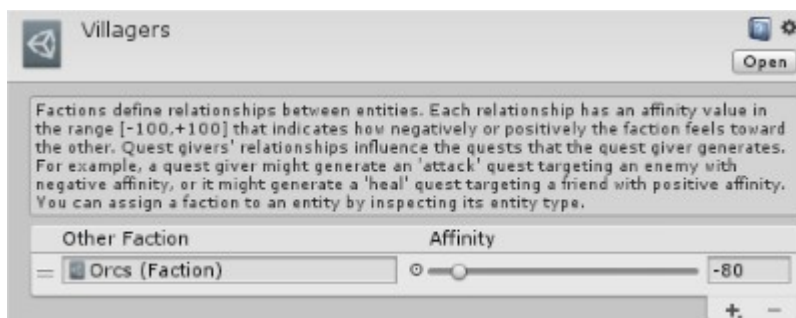 Villagers
Open
Factions define relationships between entities. Each relationship has an affinity value in
the range [-100,+100] that indicates how negatively or positively the faction feels toward
the other. Quest givers' relationships influence the quests that the quest giver generates.
For example, a quest giver might generate an 'attack' quest targeting an enemy with
negative affinity, or it might generate a 'heal' quest targeting a friend with positive affinity.
You can assign a faction to an entity by inspecting its entity type.
Other Faction Affinity
Orcs (Faction) -80